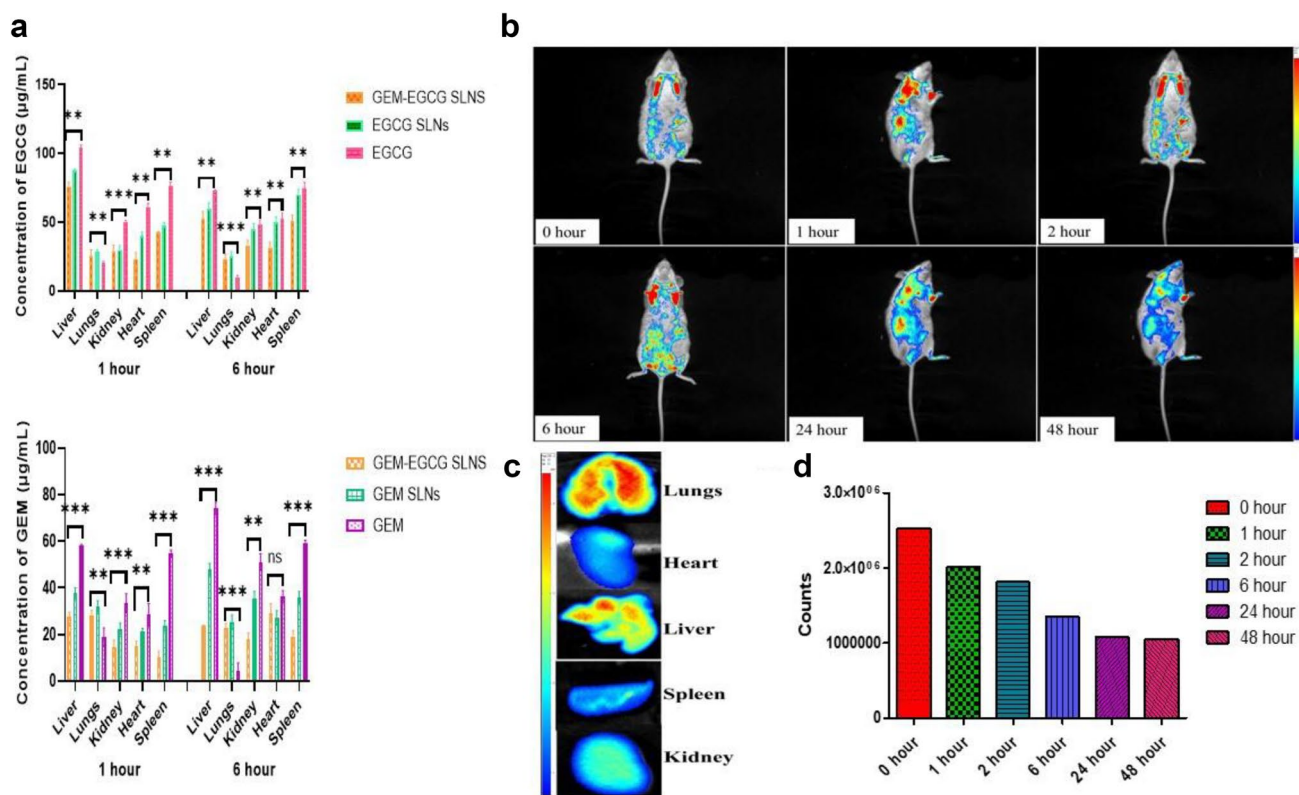 a
Concentration of EGCG (µg/mL)
150
100
50
0
** ** *** ** ** ** *** ** ** **
GEM-EGCG SLNS
EGCG SLNs
EGCG
Liver Lungs Kidney Heart Spleen Liver Lungs Kidney Heart Spleen
1 hour 6 hour
Concentration of GEM (µg/mL)
100
80
60
40
20
0
*** ** *** ** *** *** *** ** ns ***
GEM-EGCG SLNS
GEM SLNs
GEM
Liver Lungs Kidney Heart Spleen Liver Lungs Kidney Heart Spleen
1 hour 6 hour
b
0 hour 1 hour 2 hour
6 hour 24 hour 48 hour
c
Lungs
Heart
Liver
Spleen
Kidney
d
Counts
3.0×10⁰⁶
2.0×10⁰⁶
1000000
0
0 hour 1 hour 2 hour 6 hour 24 hour 48 hour
0 hour
1 hour
2 hour
6 hour
24 hour
48 hour